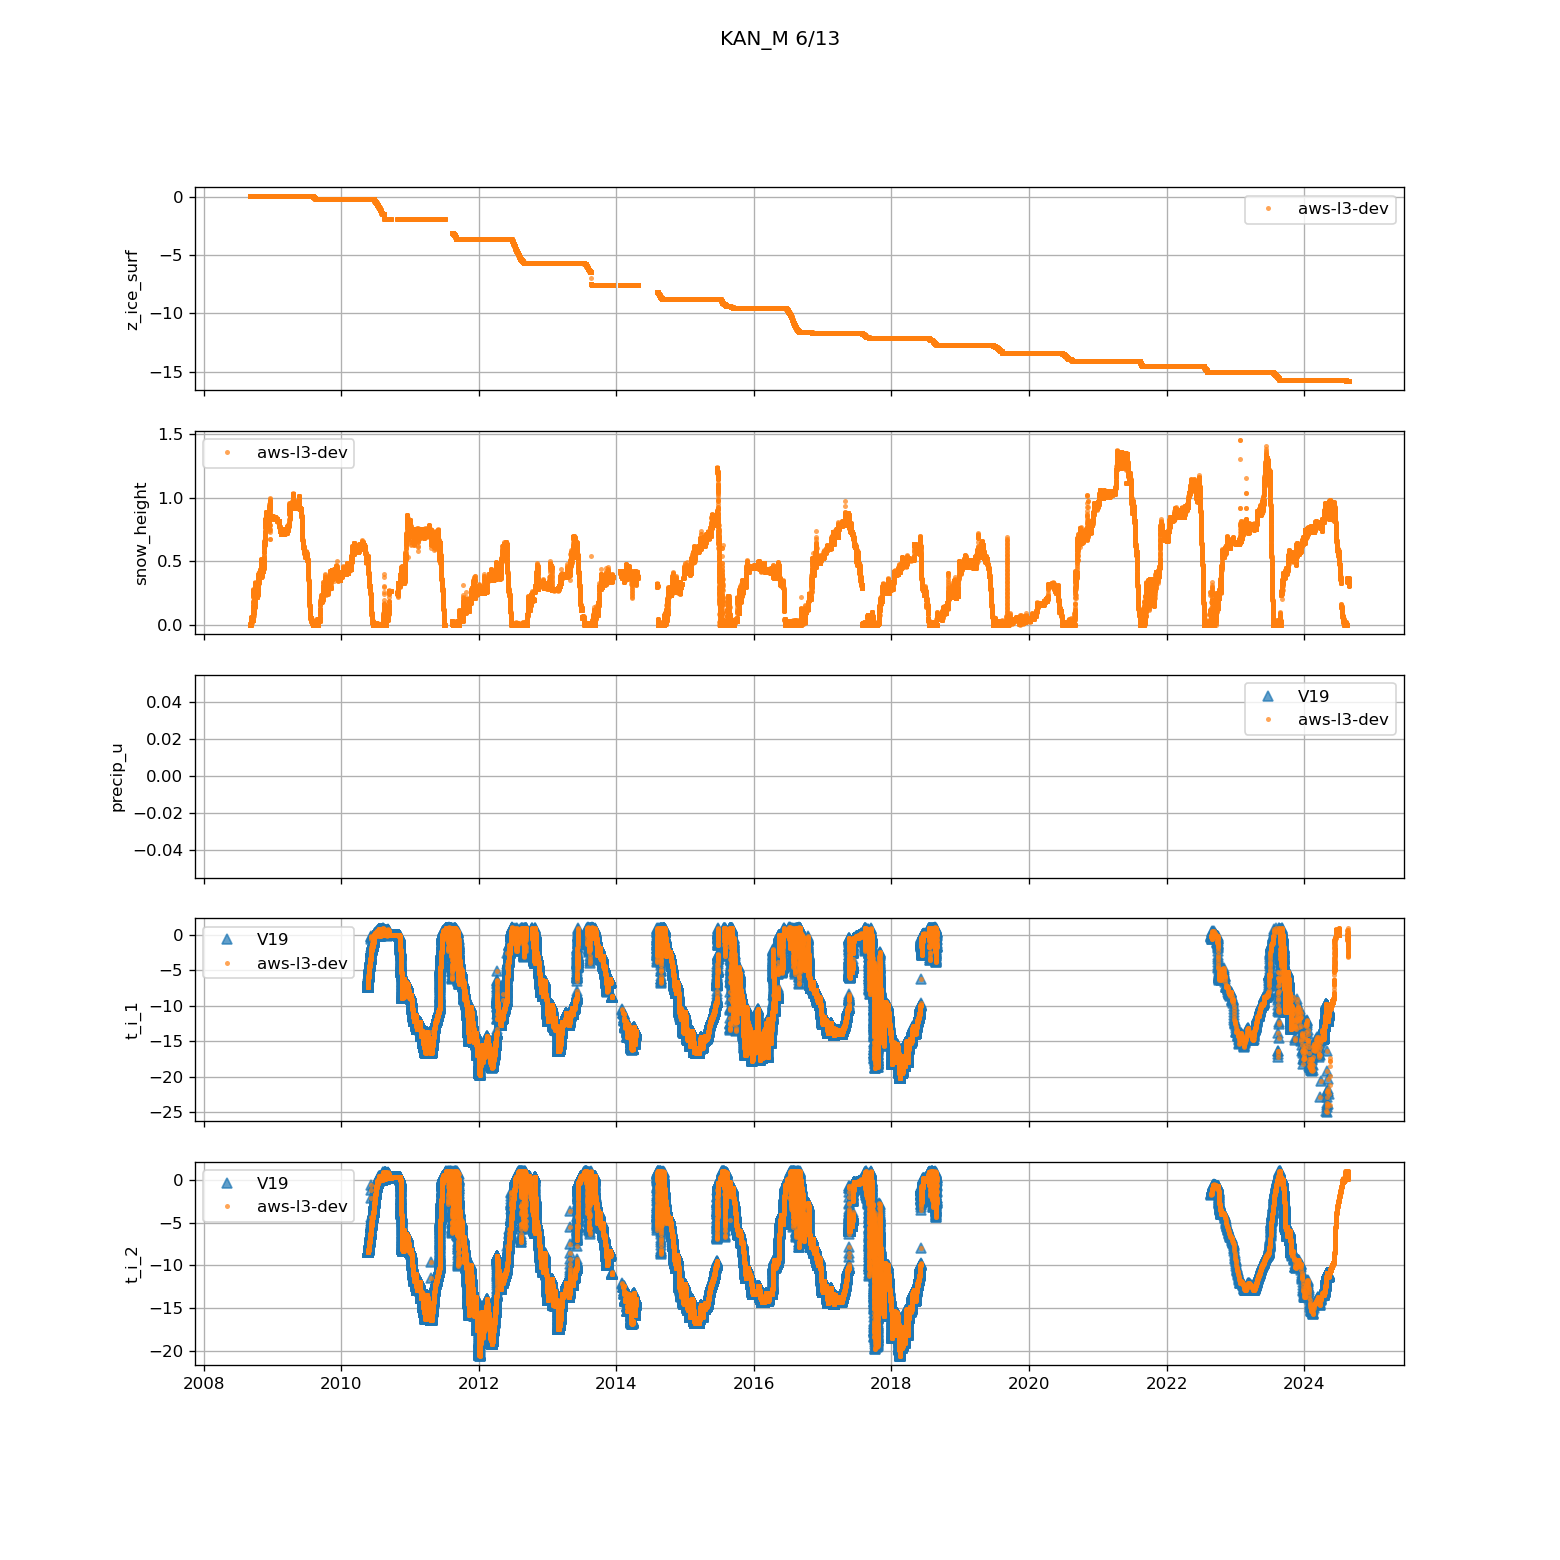 KAN_M 6/13
0
−5
−10
−15
z_ice_surf
aws-l3-dev
1.5
1.0
0.5
0.0
snow_height
aws-l3-dev
0.04
0.02
0.00
−0.02
−0.04
precip_u
V19
aws-l3-dev
0
−5
−10
−15
−20
−25
t_i_1
V19
aws-l3-dev
0
−5
−10
−15
−20
t_i_2
V19
aws-l3-dev
2008 2010 2012 2014 2016 2018 2020 2022 2024